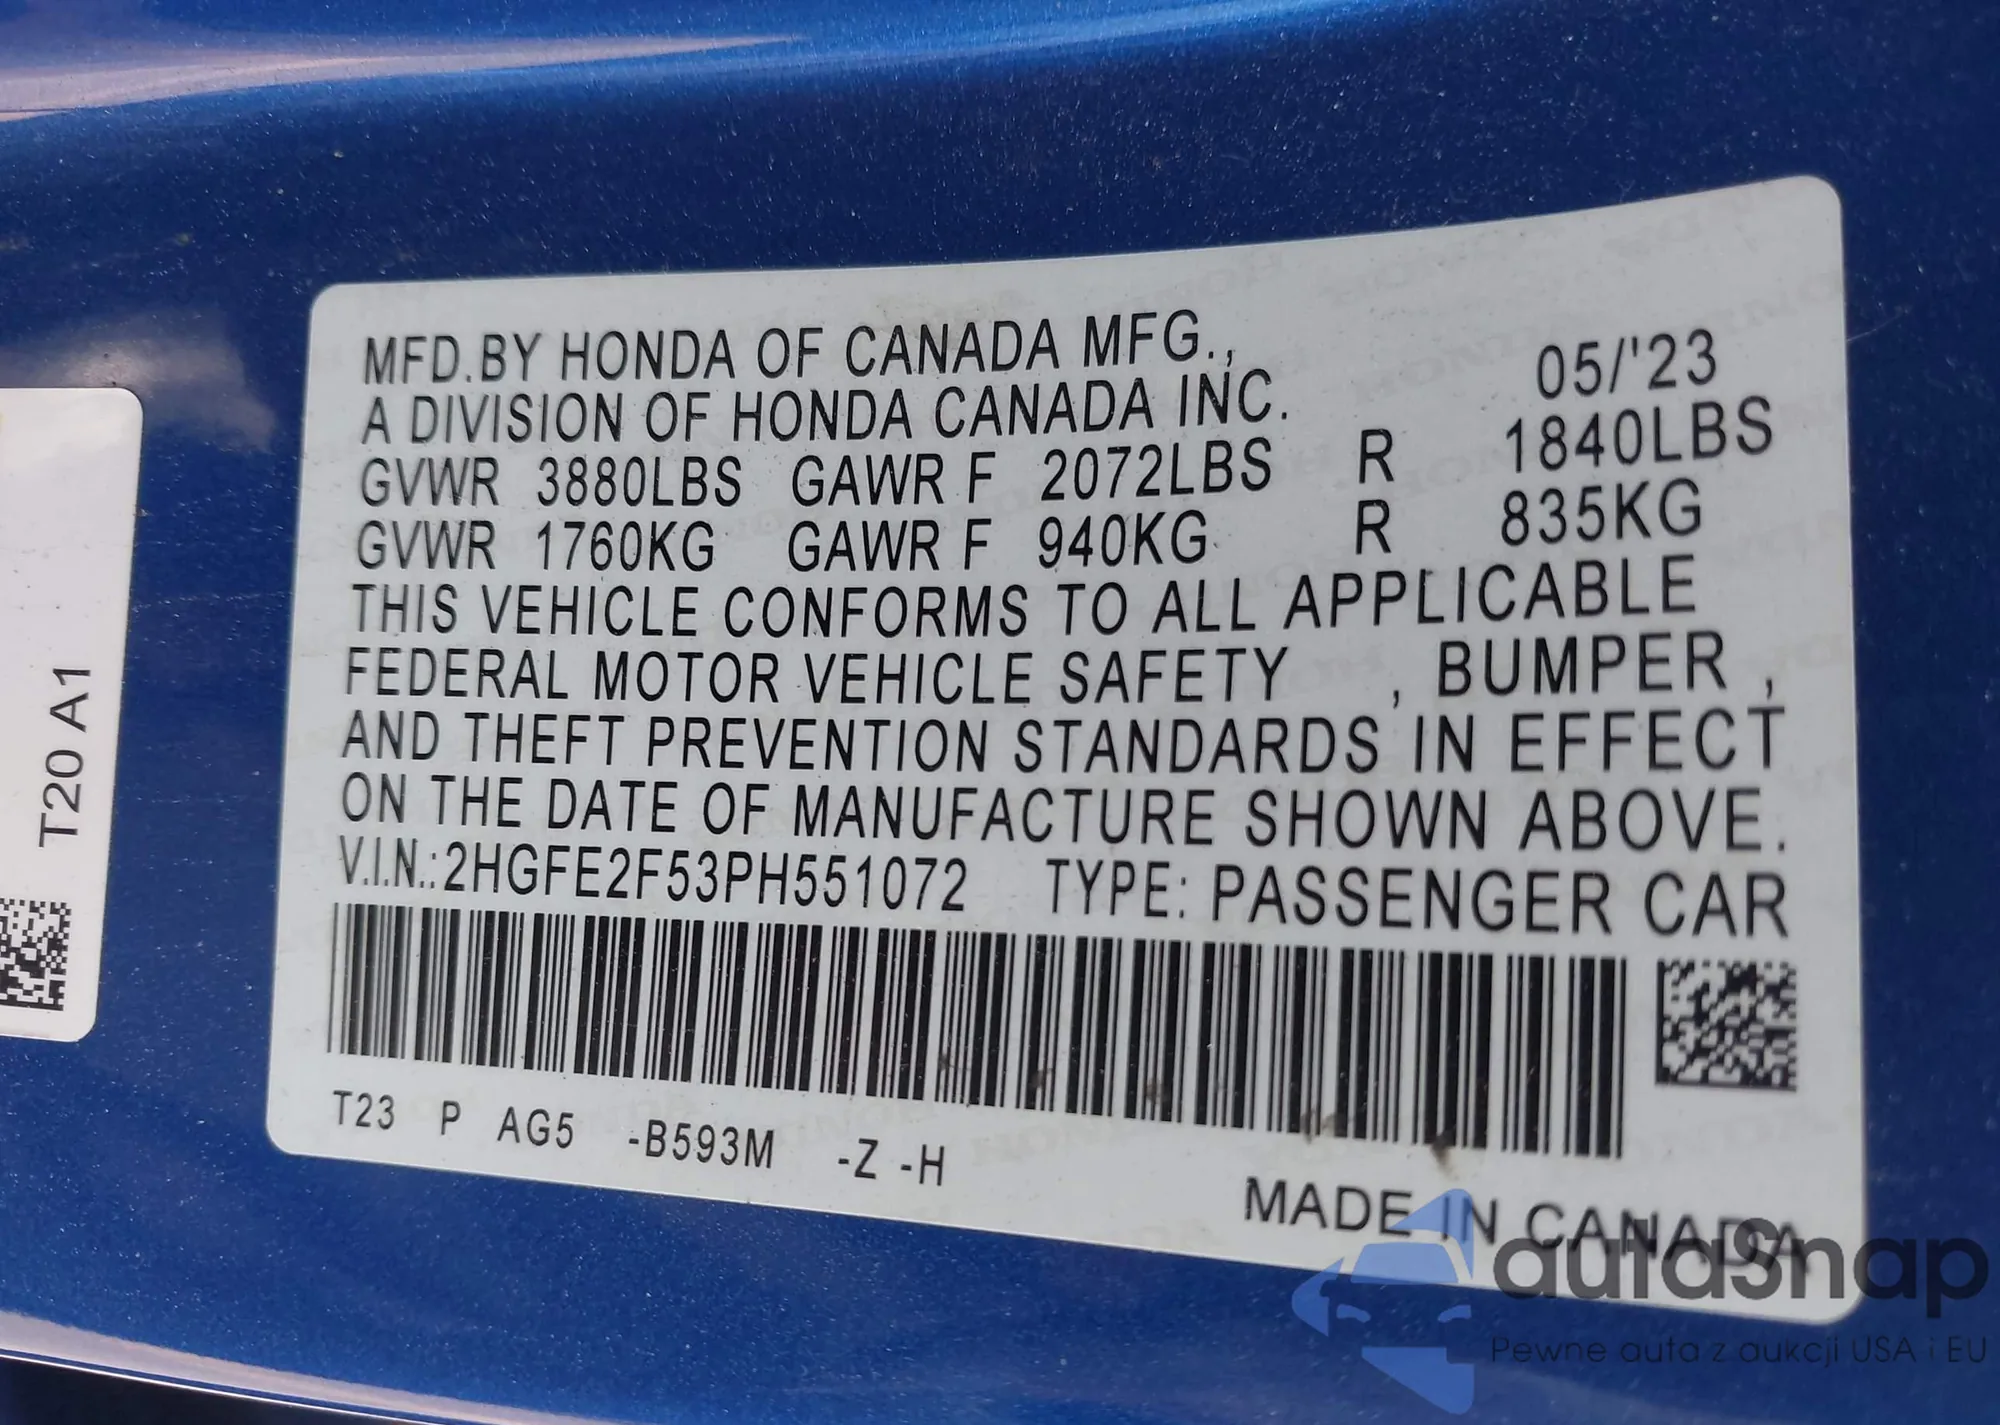 MFD.BY HONDA OF CANADA MFG.,
A DIVISION OF HONDA CANADA INC. 05/'23
GVWR 3880LBS GAWR F 2072LBS R 1840LBS
GVWR 1760KG GAWR F 940KG R 835KG
THIS VEHICLE CONFORMS TO ALL APPLICABLE
FEDERAL MOTOR VEHICLE SAFETY , BUMPER ,
AND THEFT PREVENTION STANDARDS IN EFFECT
ON THE DATE OF MANUFACTURE SHOWN ABOVE.
V.I.N.:2HGFE2F53PH551072 TYPE: PASSENGER CAR
T23 P AG5 -B593M -Z -H
MADE IN CANADA
T20 A1
autaSnap
Pewne auta z aukcji USA i EU